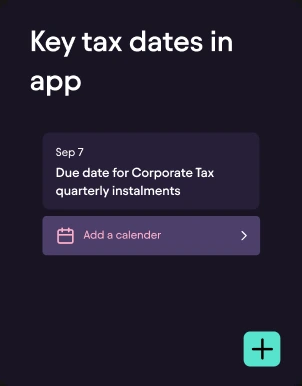 Key tax dates in
app
Sep 7
Due date for Corporate Tax
quarterly instalments
Add a calender